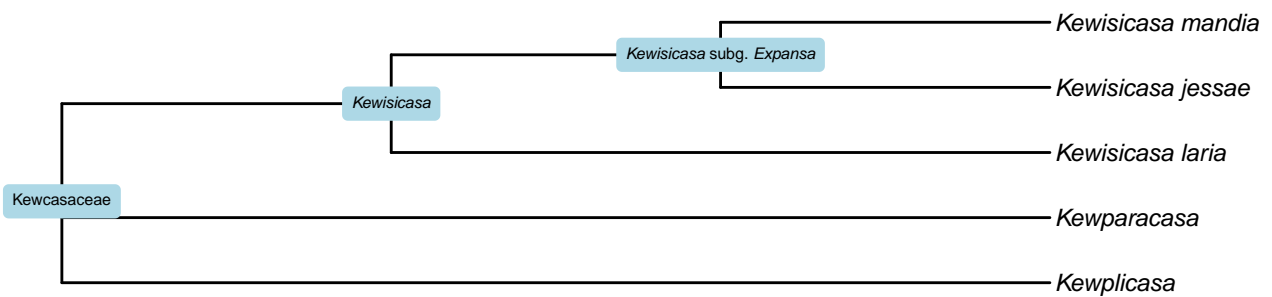 Kewisicasa mandia
Kewisicasa subg. Expansa
Kewisicasa jessae
Kewisicasa
Kewisicasa laria
Kewcasaceae
Kewparacasa
Kewplicasa